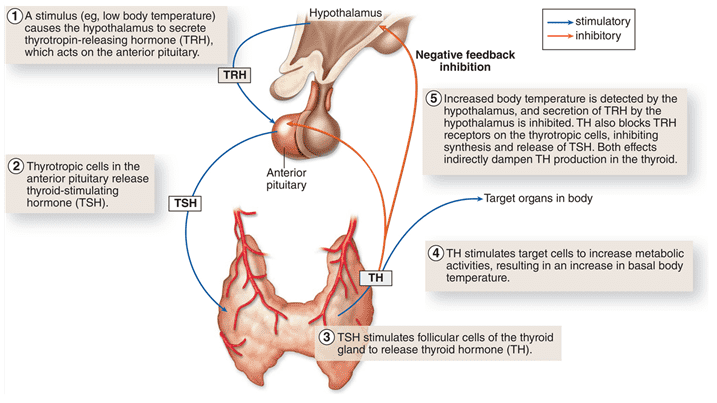 1 A stimulus (eg, low body temperature)
causes the hypothalamus to secrete
thyrotropin-releasing hormone (TRH),
which acts on the anterior pituitary.
Hypothalamus
stimulatory
inhibitory
Negative feedback
inhibition
TRH
5 Increased body temperature is detected by the
hypothalamus, and secretion of TRH by the
hypothalamus is inhibited. TH also blocks TRH
receptors on the thyrotropic cells, inhibiting
synthesis and release of TSH. Both effects
indirectly dampen TH production in the thyroid.
2 Thyrotropic cells in the
anterior pituitary release
thyroid-stimulating
hormone (TSH).
Anterior
pituitary
TSH
Target organs in body
TH
4 TH stimulates target cells to increase metabolic
activities, resulting in an increase in basal body
temperature.
3 TSH stimulates follicular cells of the thyroid
gland to release thyroid hormone (TH).